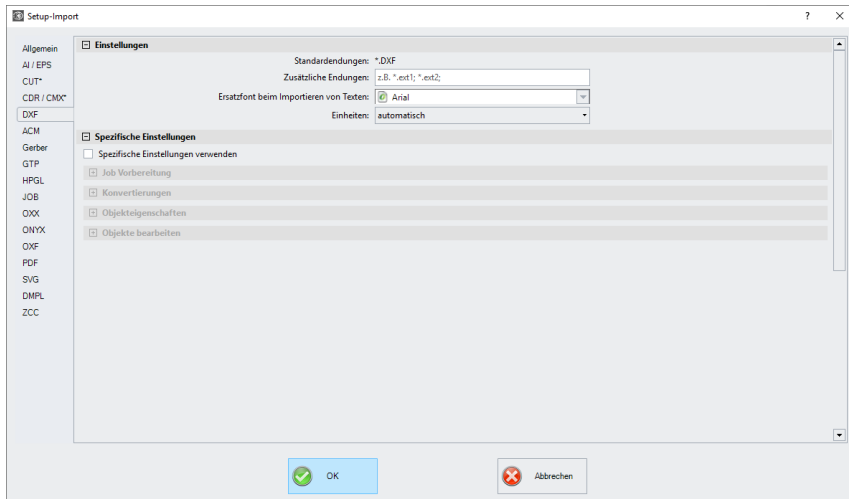 Setup-Import
?
Allgemein
AI / EPS
CUT*
CDR / CMX*
DXF
ACM
Gerber
GTP
HPGL
JOB
OXX
ONYX
OXF
PDF
SVG
DMPL
ZCC
Einstellungen
Standardendungen: *.DXF
Zusätzliche Endungen: z.B. *.ext1; *.ext2;
Ersatzfont beim Importieren von Texten: Arial
Einheiten: automatisch
Spezifische Einstellungen
Spezifische Einstellungen verwenden
Job Vorbereitung
Konvertierungen
Objekteigenschaften
Objekte bearbeiten
OK
Abbrechen